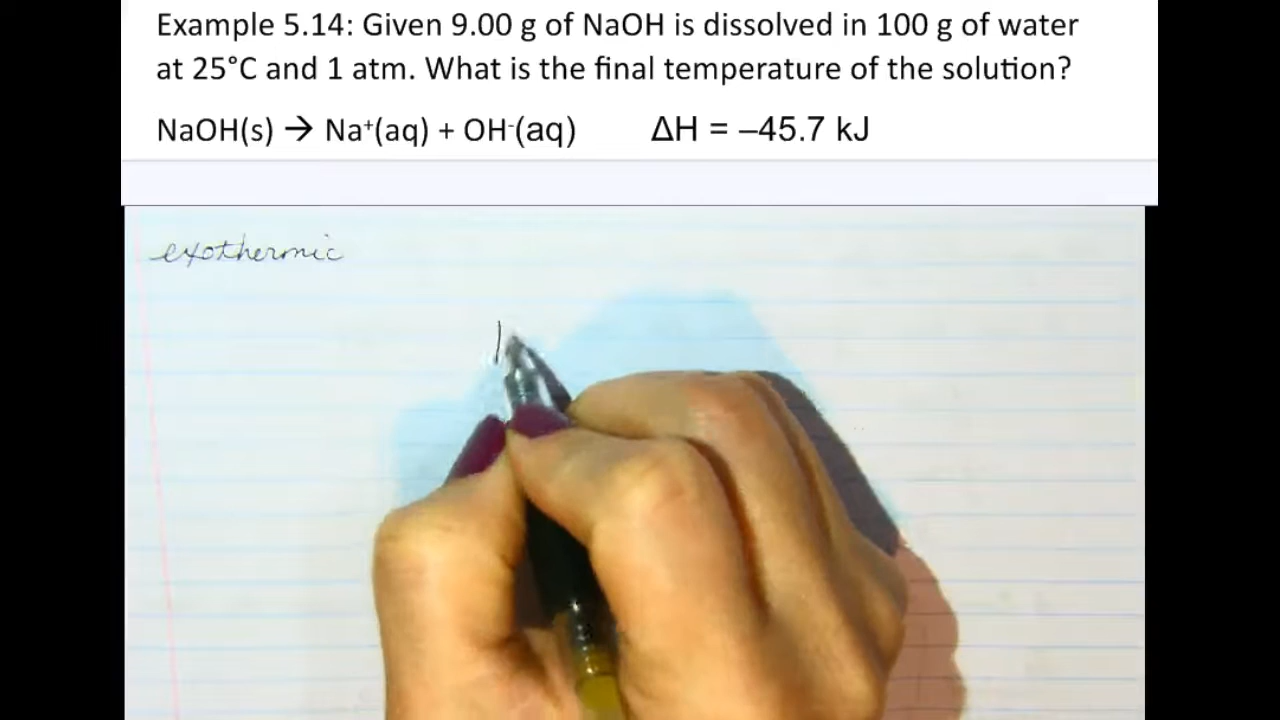 Example 5.14: Given 9.00 g of NaOH is dissolved in 100 g of water
at 25°C and 1 atm. What is the final temperature of the solution?
NaOH(s) → Na⁺(aq) + OH⁻(aq) ΔH = –45.7 kJ
exothermic